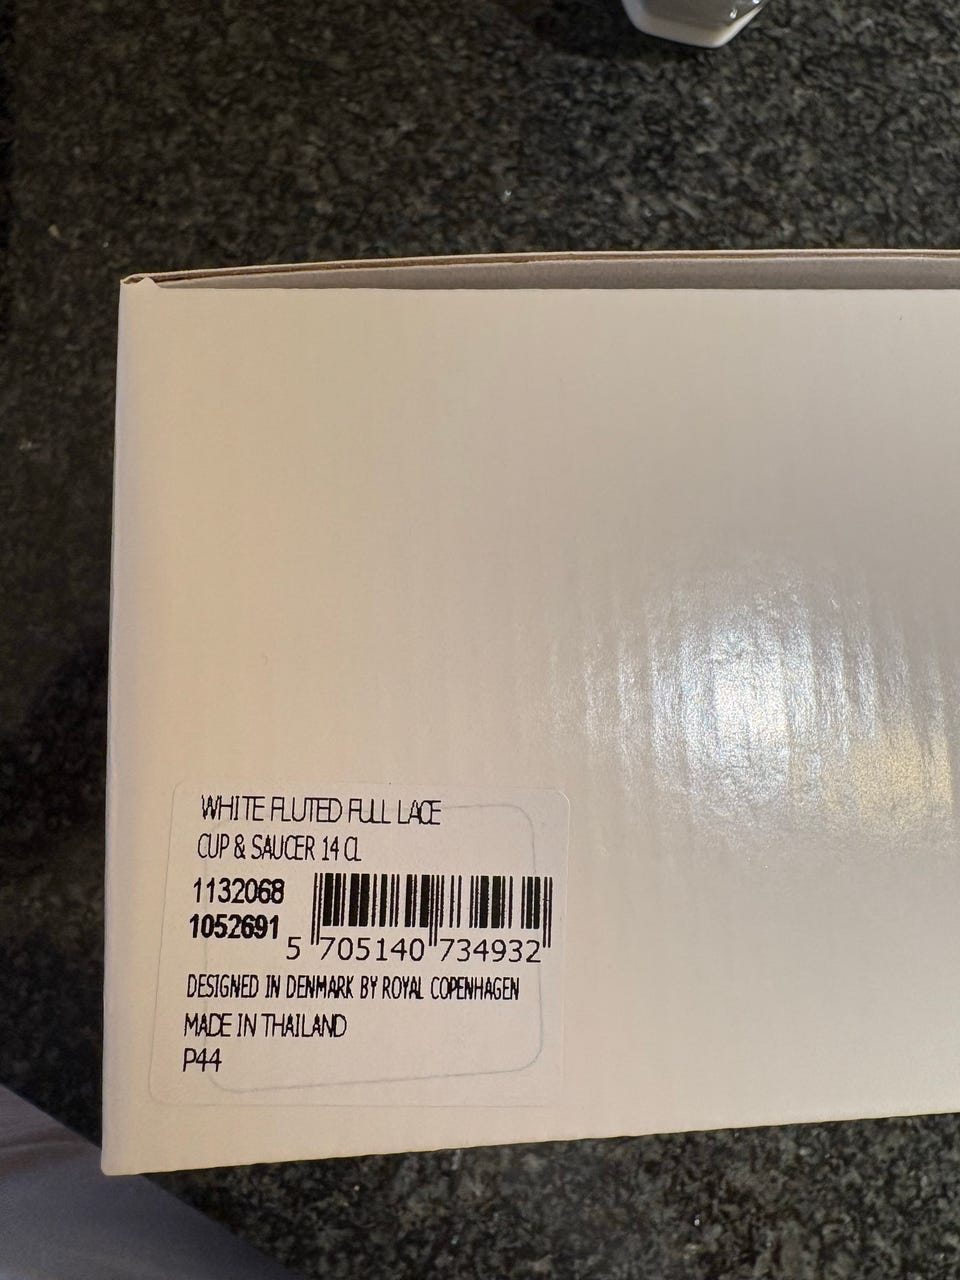 WHITE FLUTED FULL LACE
CUP & SAUCER 14 CL
1132068
1052691
5 705140 734932
DESIGNED IN DENMARK BY ROYAL COPENHAGEN
MADE IN THAILAND
P44